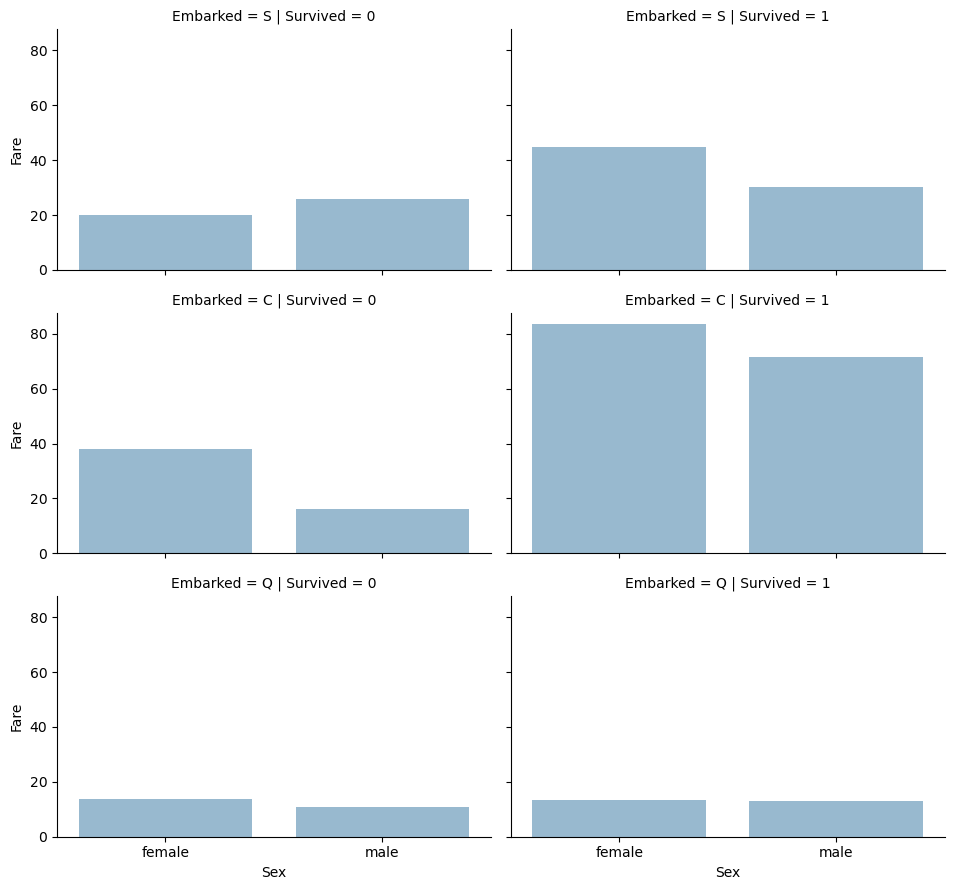 Embarked = S | Survived = 0
Embarked = S | Survived = 1
80
60
40
20
0
Fare
Embarked = C | Survived = 0
Embarked = C | Survived = 1
80
60
40
20
0
Fare
Embarked = Q | Survived = 0
Embarked = Q | Survived = 1
80
60
40
20
0
Fare
female
male
female
male
Sex
Sex